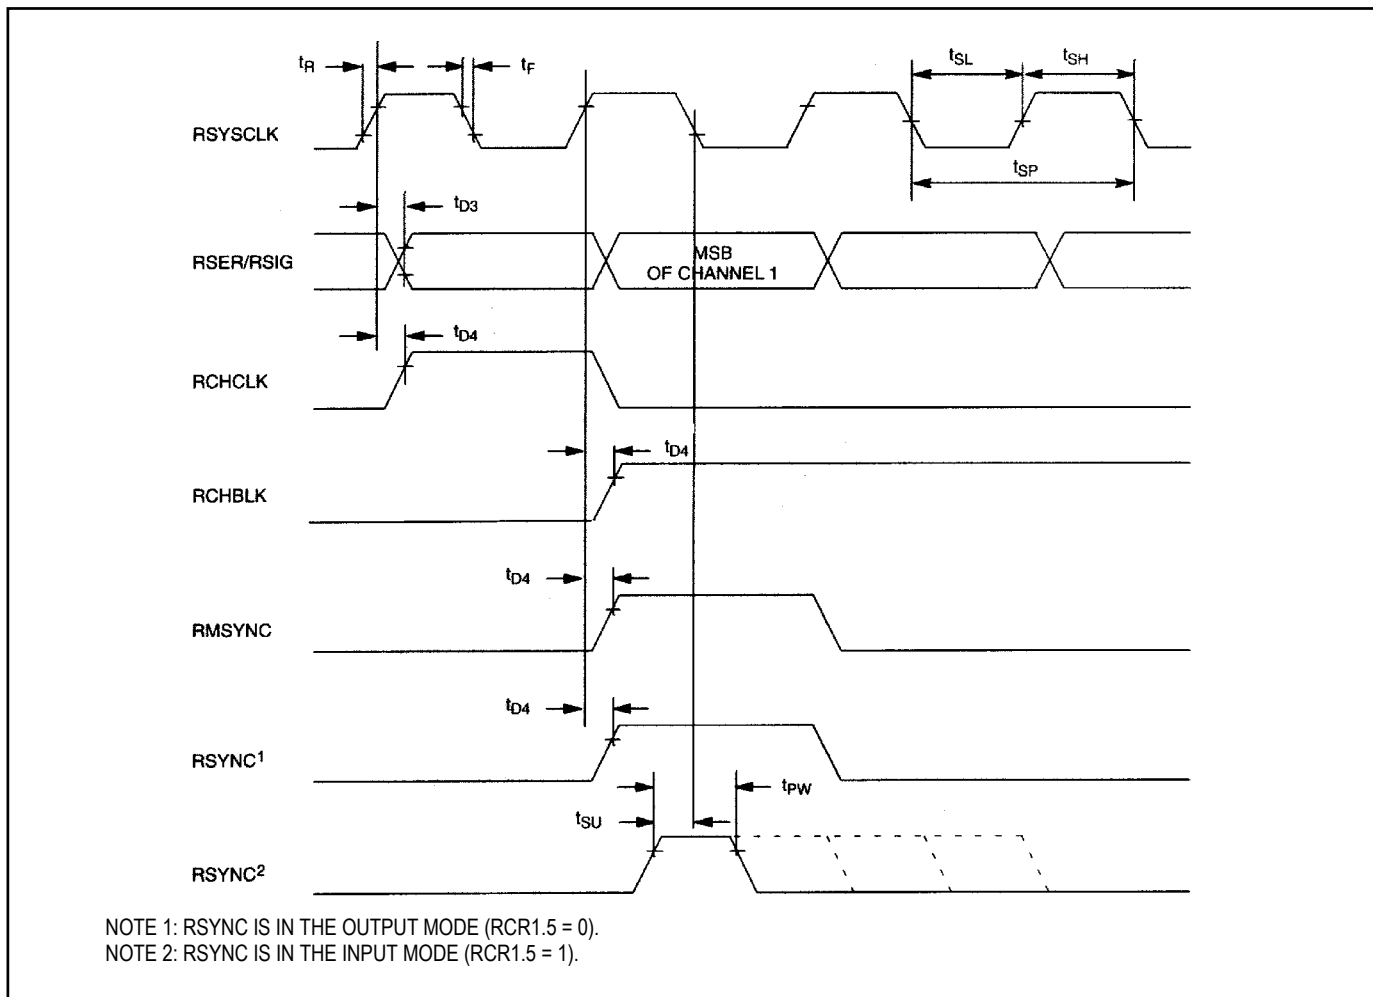 tR
tF
tSL
tSH
RSYSCLK
tSP
tD3
RSER/RSIG
MSB
OF CHANNEL 1
tD4
RCHCLK
tD4
RCHBLK
tD4
RMSYNC
tD4
RSYNC1
tPW
tSU
RSYNC2
NOTE 1: RSYNC IS IN THE OUTPUT MODE (RCR1.5 = 0).
NOTE 2: RSYNC IS IN THE INPUT MODE (RCR1.5 = 1).